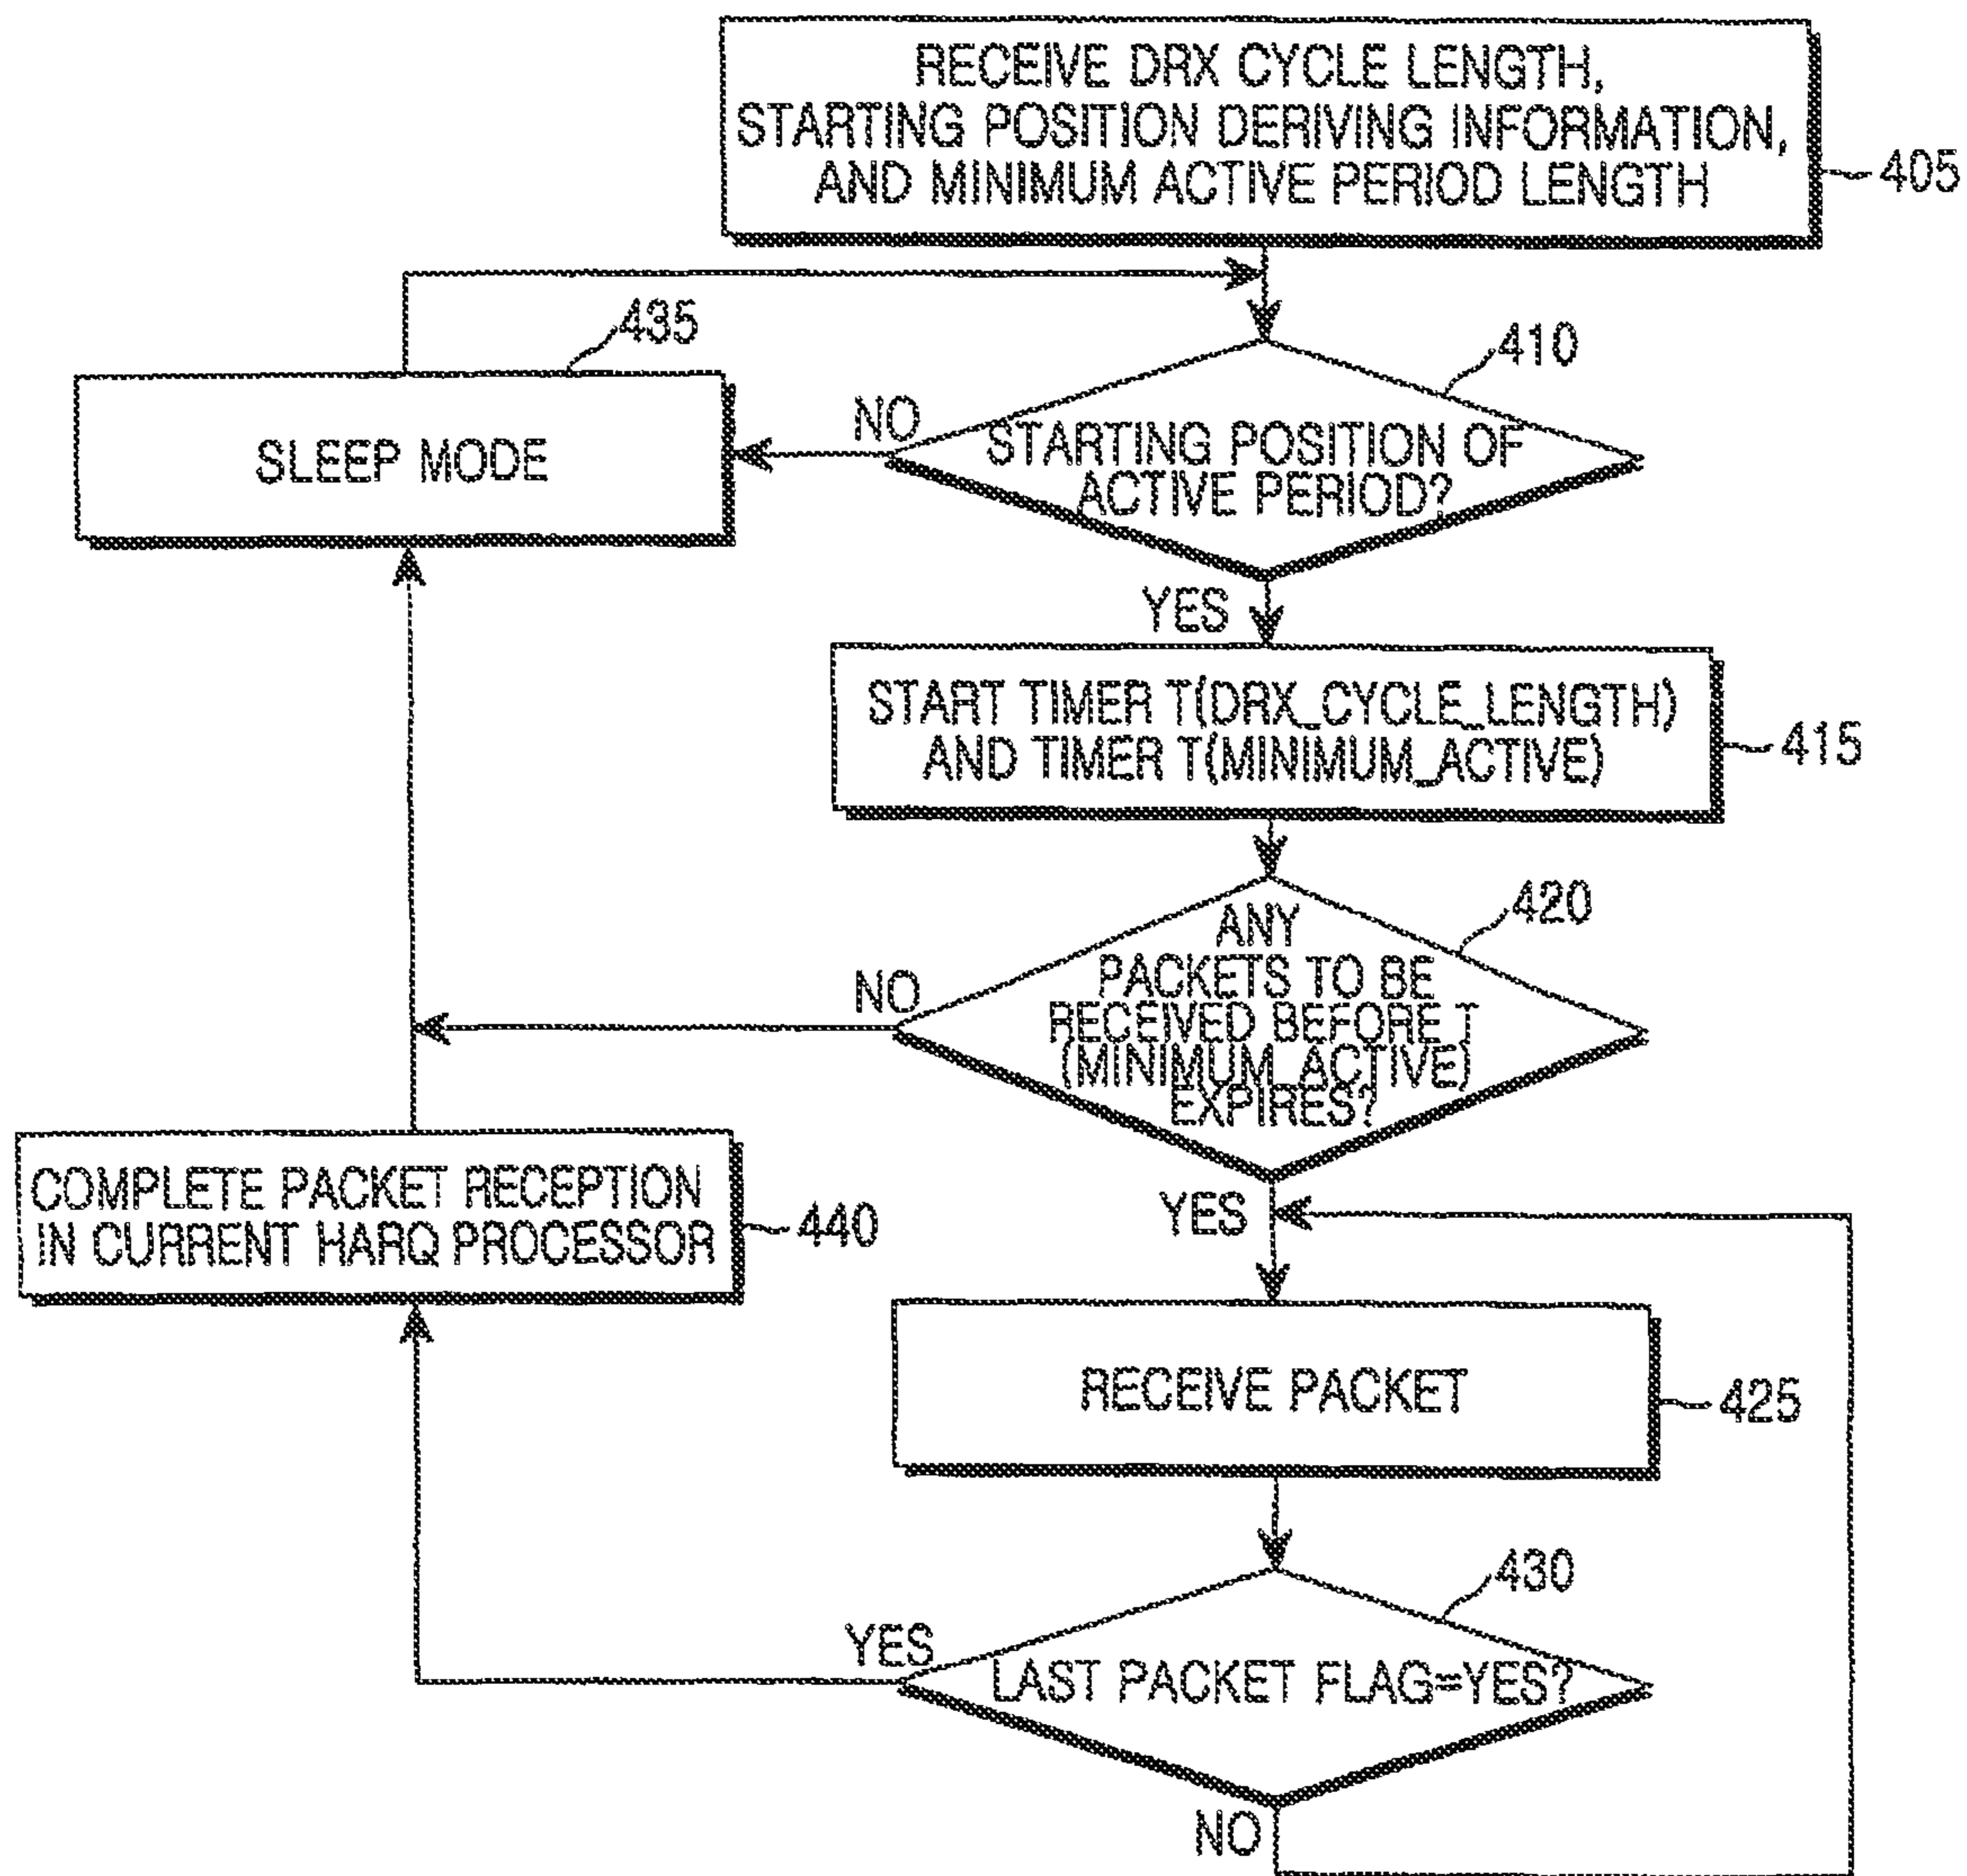 RECEIVE DRX CYCLE LENGTH,
STARTING POSITION DERIVING INFORMATION,
AND MINIMUM ACTIVE PERIOD LENGTH
405
435
410
SLEEP MODE
NO
STARTING POSITION OF
ACTIVE PERIOD?
YES
START TIMER T(DRX_CYCLE_LENGTH)
AND TIMER T(MINIMUM_ACTIVE)
415
420
ANY
PACKETS TO BE
RECEIVED BEFORE T
(MINIMUM_ACTIVE)
EXPIRES?
NO
YES
COMPLETE PACKET RECEPTION
IN CURRENT HARQ PROCESSOR
440
RECEIVE PACKET
425
430
YES
LAST PACKET FLAG=YES?
NO